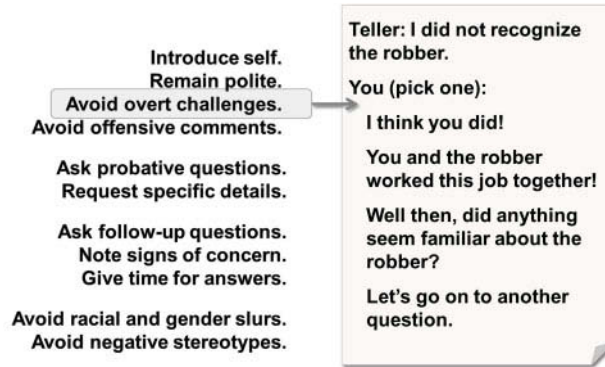 Introduce self.
Remain polite.
Avoid overt challenges.
Avoid offensive comments.
Ask probative questions.
Request specific details.
Ask follow-up questions.
Note signs of concern.
Give time for answers.
Avoid racial and gender slurs.
Avoid negative stereotypes.
Teller: I did not recognize
the robber.
You (pick one):
I think you did!
You and the robber
worked this job together!
Well then, did anything
seem familiar about the
robber?
Let's go on to another
question.